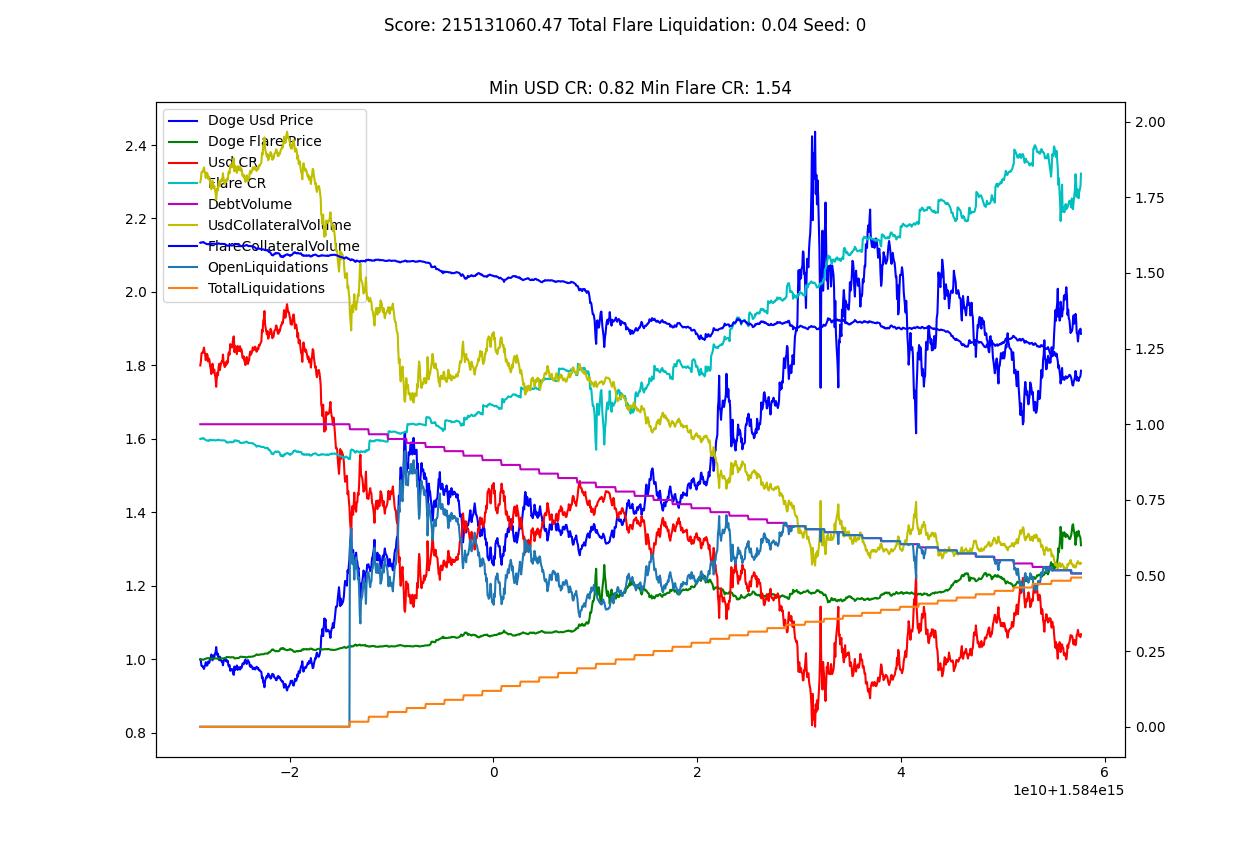 Score: 215131060.47 Total Flare Liquidation: 0.04 Seed: 0
Min USD CR: 0.82 Min Flare CR: 1.54
Doge Usd Price
Doge Flare Price
Usd CR
Flare CR
DebtVolume
UsdCollateralVolume
FlareCollateralVolume
OpenLiquidations
TotalLiquidations
2.4
2.2
2.0
1.8
1.6
1.4
1.2
1.0
0.8
2.00
1.75
1.50
1.25
1.00
0.75
0.50
0.25
0.00
−2 0 2 4 6
1e10+1.584e15